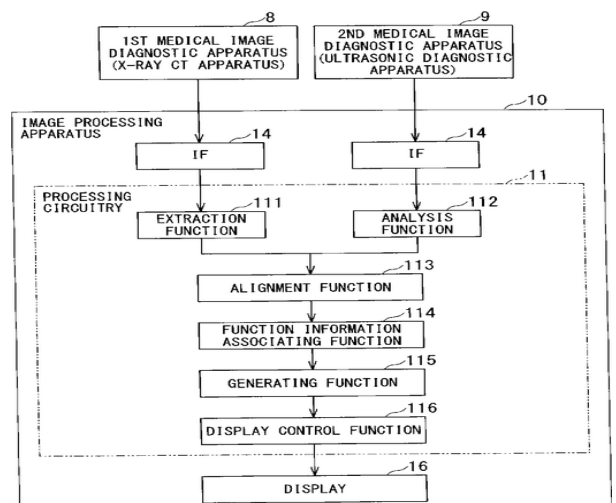 8
1ST MEDICAL IMAGE
DIAGNOSTIC APPARATUS
(X-RAY CT APPARATUS)
9
2ND MEDICAL IMAGE
DIAGNOSTIC APPARATUS
(ULTRASONIC DIAGNOSTIC
APPARATUS)
10
IMAGE PROCESSING
APPARATUS
14
IF
14
IF
11
PROCESSING
CIRCUITRY
111
EXTRACTION
FUNCTION
112
ANALYSIS
FUNCTION
113
ALIGNMENT FUNCTION
114
FUNCTION INFORMATION
ASSOCIATING FUNCTION
115
GENERATING FUNCTION
116
DISPLAY CONTROL FUNCTION
16
DISPLAY